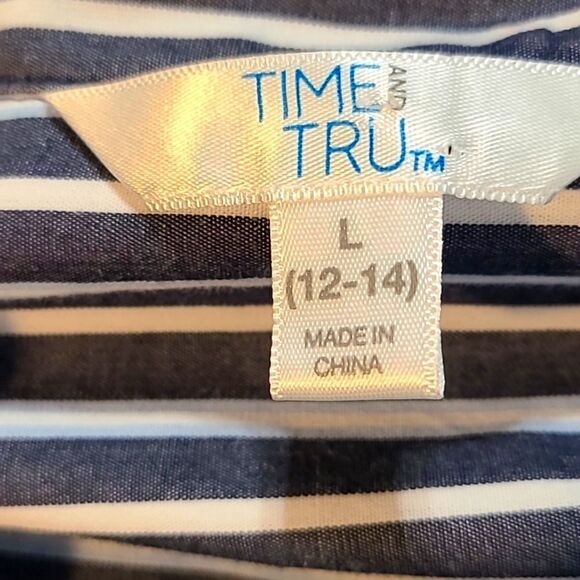 TIME AND
TRU™
L
(12-14)
MADE IN
CHINA